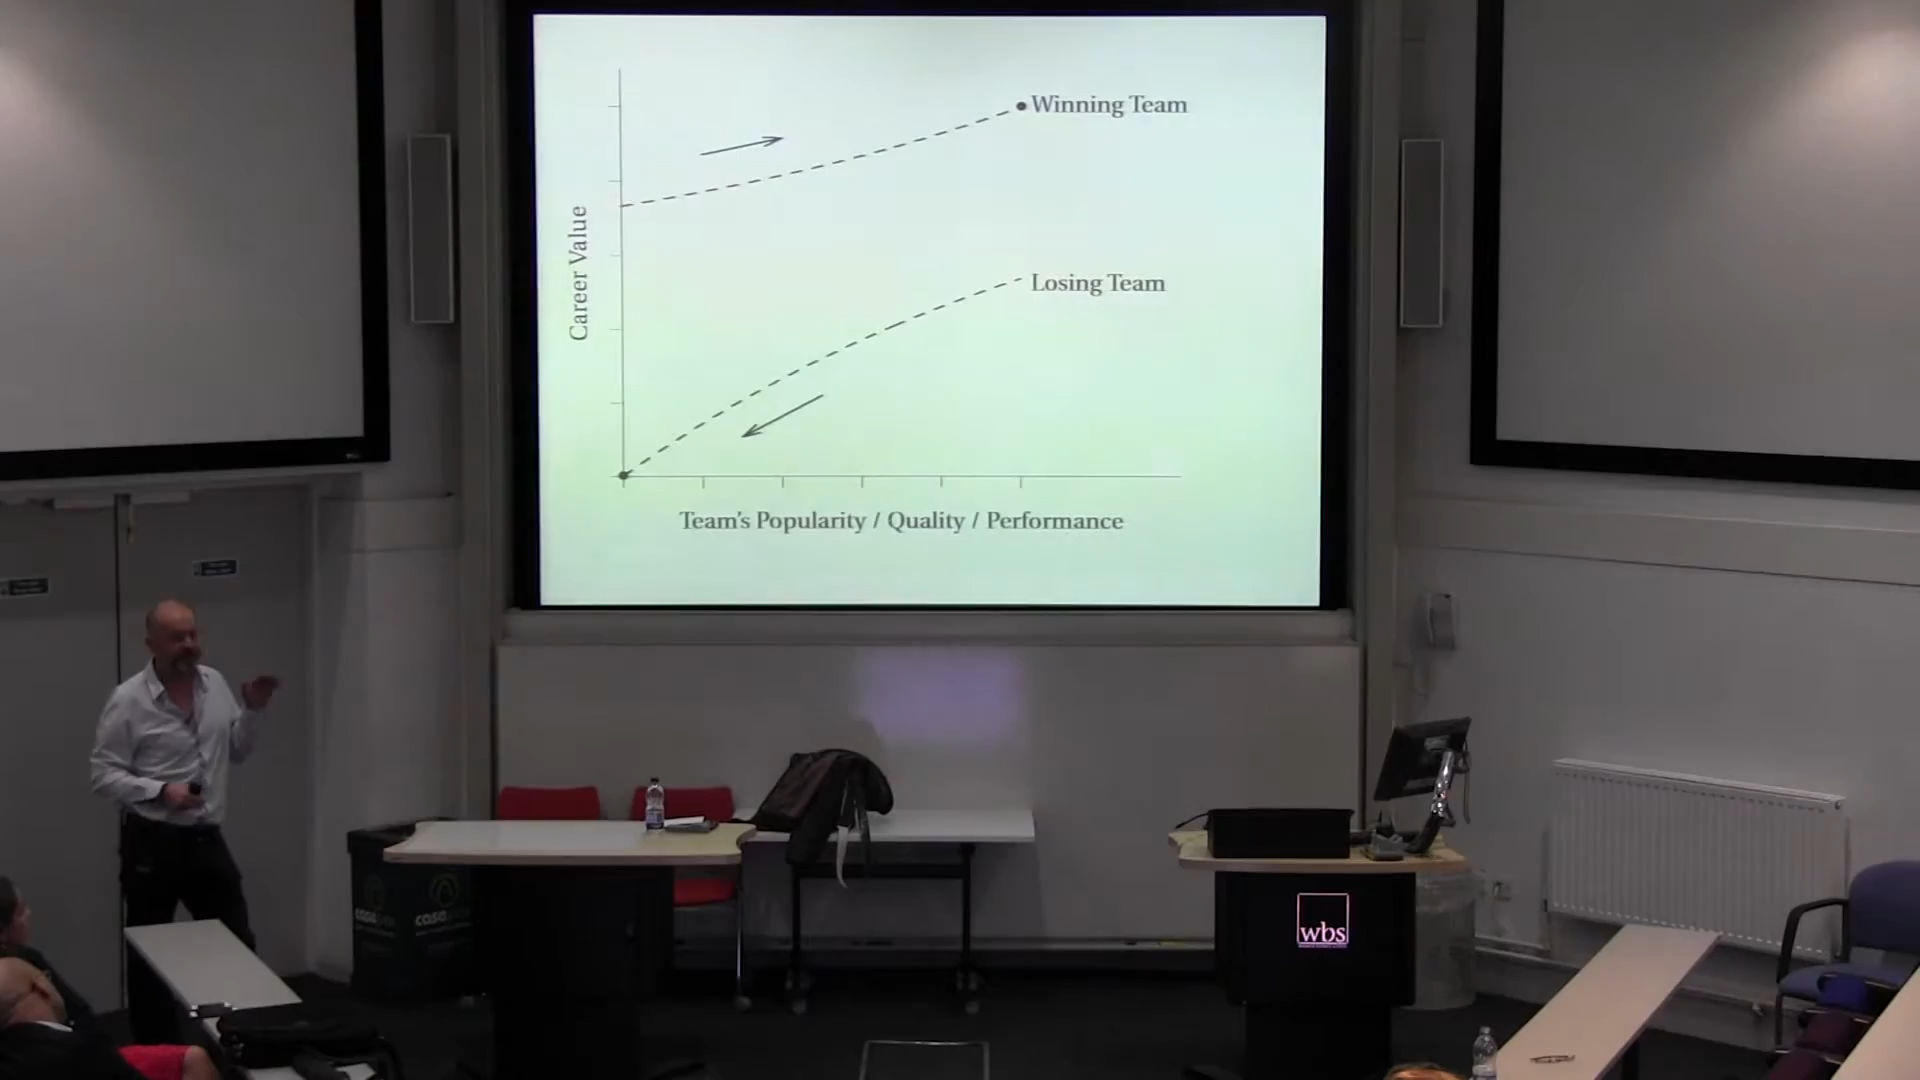 Winning Team
Career Value
Losing Team
Team's Popularity / Quality / Performance
wbs